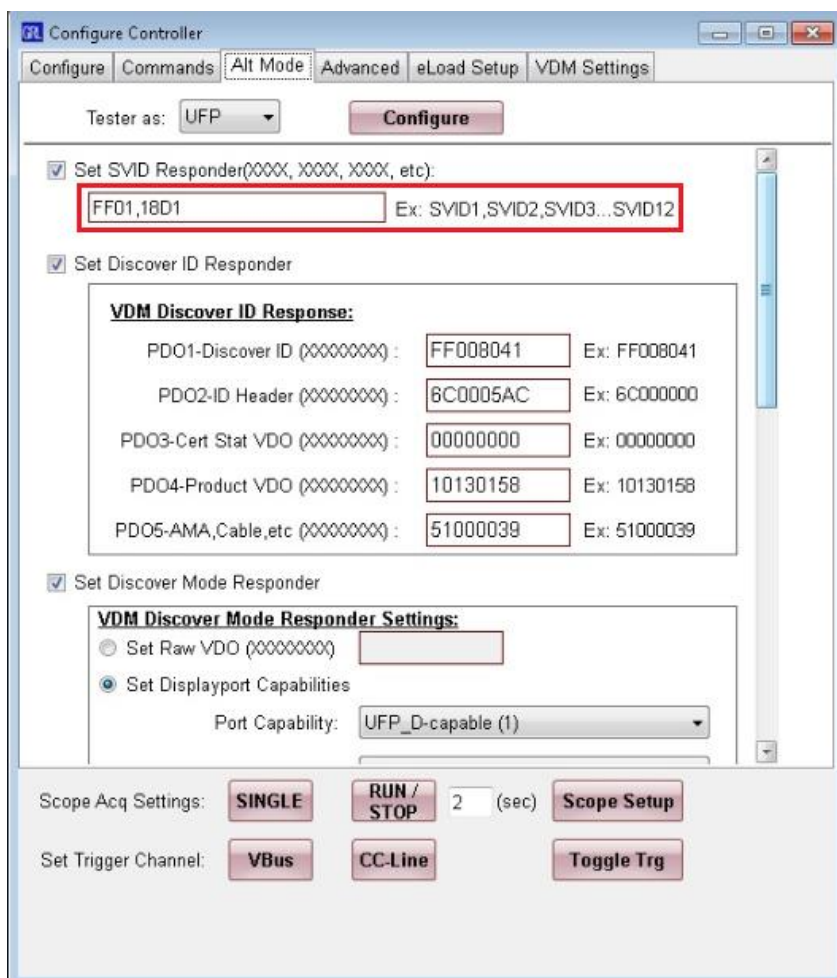 GRL Configure Controller
Configure Commands Alt Mode Advanced eLoad Setup VDM Settings
Tester as: UFP Configure
Set SVID Responder(XXXX, XXXX, XXXX, etc):
FF01,18D1 Ex: SVID1,SVID2,SVID3...SVID12
Set Discover ID Responder
VDM Discover ID Response:
PDO1-Discover ID (XXXXXXXX) : FF008041 Ex: FF008041
PDO2-ID Header (XXXXXXXX) : 6C0005AC Ex: 6C000000
PDO3-Cert Stat VDO (XXXXXXXX) : 00000000 Ex: 00000000
PDO4-Product VDO (XXXXXXXX) : 10130158 Ex: 10130158
PDO5-AMA,Cable,etc (XXXXXXXX) : 51000039 Ex: 51000039
Set Discover Mode Responder
VDM Discover Mode Responder Settings:
Set Raw VDO (XXXXXXXX)
Set Displayport Capabilities
Port Capability: UFP_D-capable (1)
Scope Acq Settings: SINGLE RUN / STOP 2 (sec) Scope Setup
Set Trigger Channel: VBus CC-Line Toggle Trg